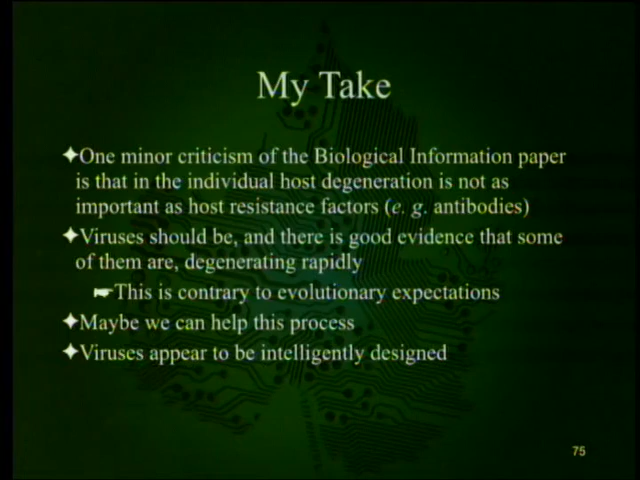 My Take
✦One minor criticism of the Biological Information paper
is that in the individual host degeneration is not as
important as host resistance factors (e. g. antibodies)
✦Viruses should be, and there is good evidence that some
of them are, degenerating rapidly
☛This is contrary to evolutionary expectations
✦Maybe we can help this process
✦Viruses appear to be intelligently designed
75